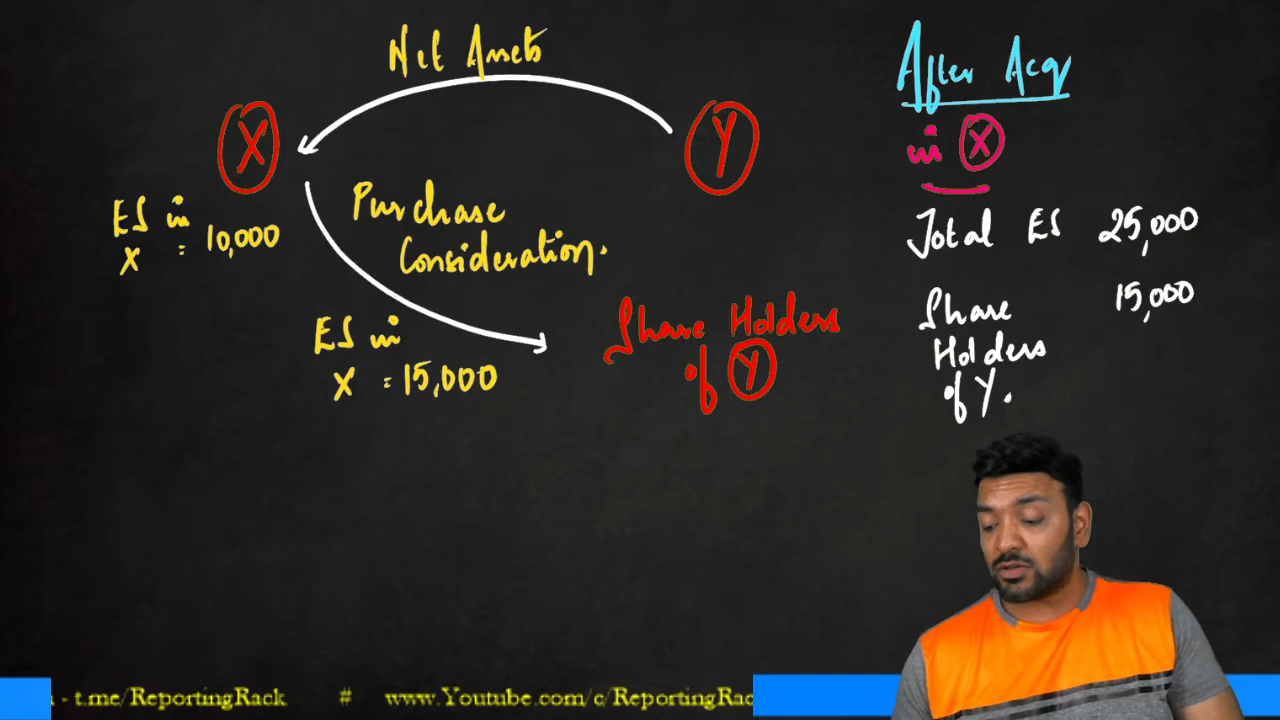 Net Assets
X
Y
ES in
X = 10,000
Purchase
Consideration.
ES in
X = 15,000
Share Holders
of Y
After Acq
in X
Total ES 25,000
Share 15,000
Holders
of Y.
- t.me/ReportingRack # www.Youtube.com/c/ReportingRac